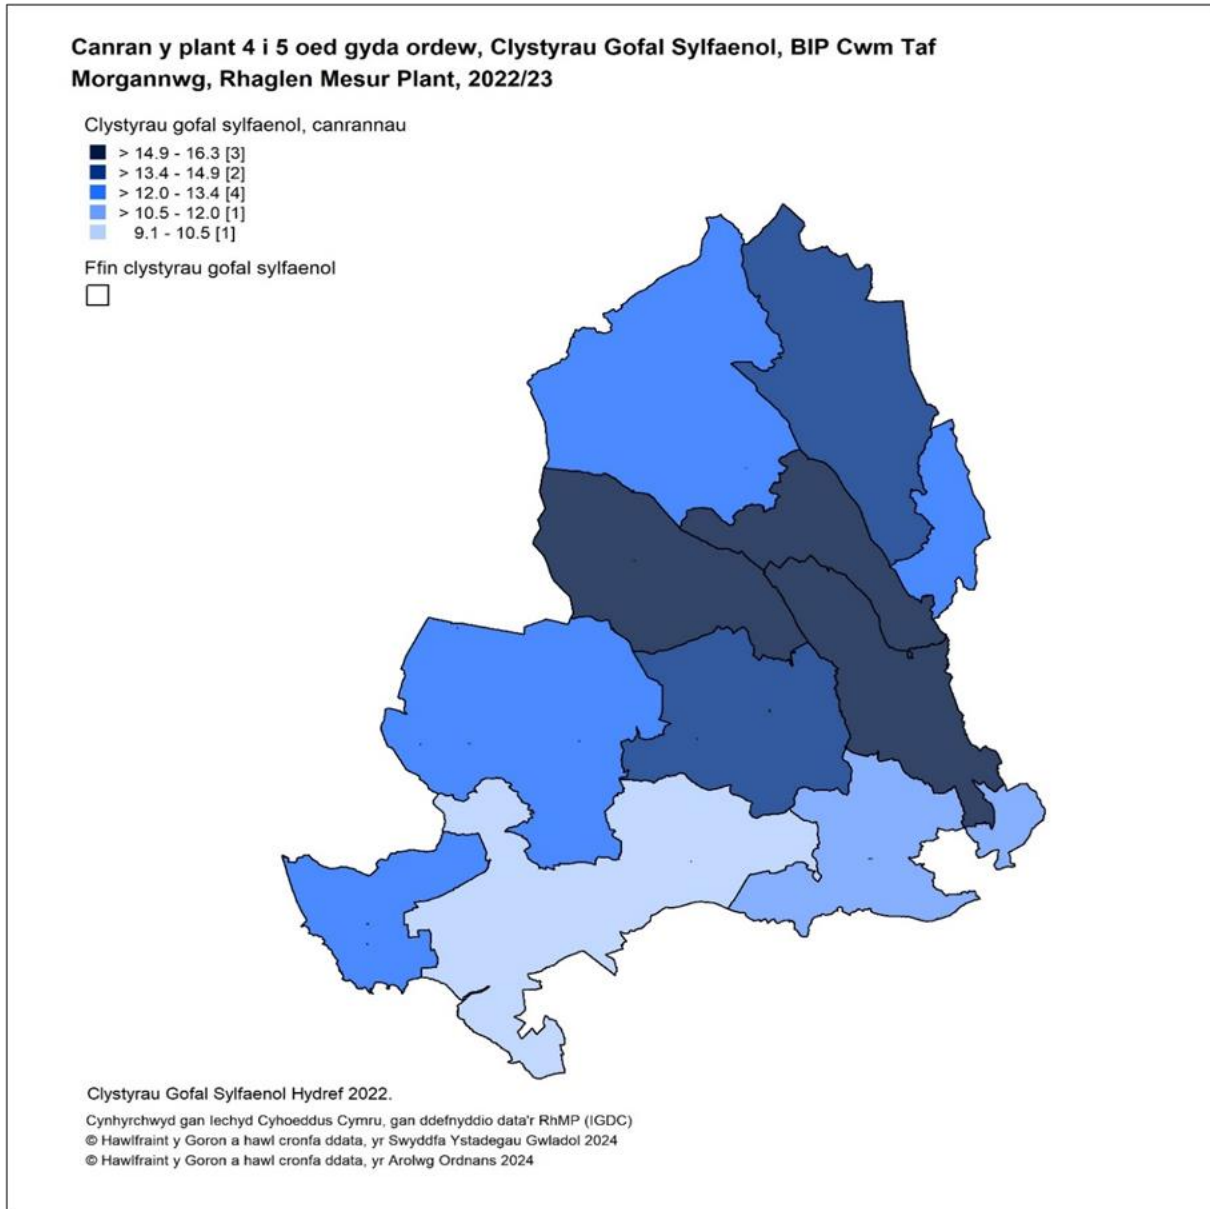 Canran y plant 4 i 5 oed gyda ordew, Clystyrau Gofal Sylfaenol, BIP Cwm Taf
Morgannwg, Rhaglen Mesur Plant, 2022/23
Clystyrau gofal sylfaenol, canrannau
> 14.9 - 16.3 [3]
> 13.4 - 14.9 [2]
> 12.0 - 13.4 [4]
> 10.5 - 12.0 [1]
9.1 - 10.5 [1]
Ffin clystyrau gofal sylfaenol
Clystyrau Gofal Sylfaenol Hydref 2022.
Cynhyrchwyd gan Iechyd Cyhoeddus Cymru, gan ddefnyddio data'r RhMP (IGDC)
© Hawlfraint y Goron a hawl cronfa ddata, yr Swyddfa Ystadegau Gwladol 2024
© Hawlfraint y Goron a hawl cronfa ddata, yr Arolwg Ordnans 2024